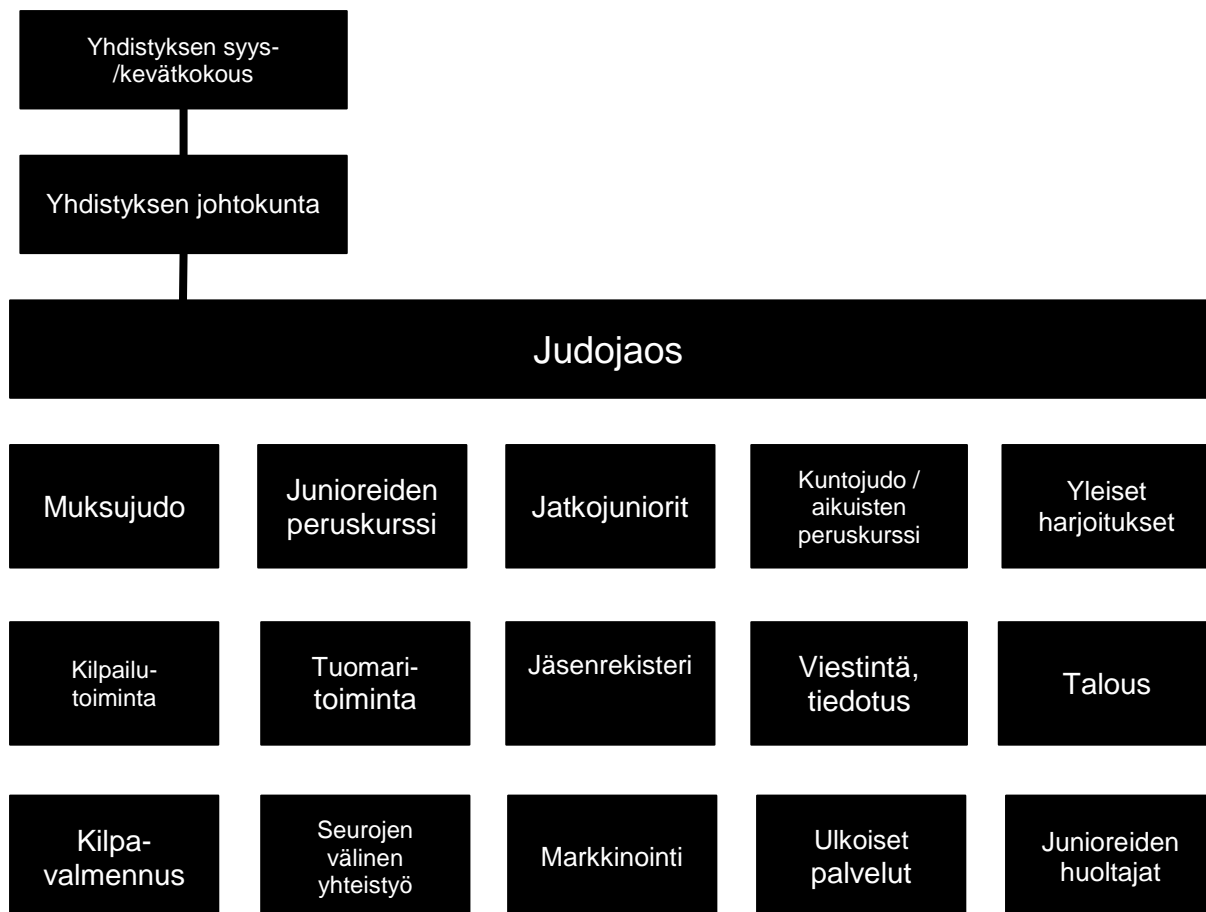 Yhdistyksen syys-
/kevätkokous
Yhdistyksen johtokunta
Judojaos
Muksujudo
Junioreiden
peruskurssi
Jatkojuniorit
Kuntojudo /
aikuisten
peruskurssi
Yleiset
harjoitukset
Kilpailu-
toiminta
Tuomari-
toiminta
Jäsenrekisteri
Viestintä,
tiedotus
Talous
Kilpa-
valmennus
Seurojen
välinen
yhteistyö
Markkinointi
Ulkoiset
palvelut
Junioreiden
huoltajat